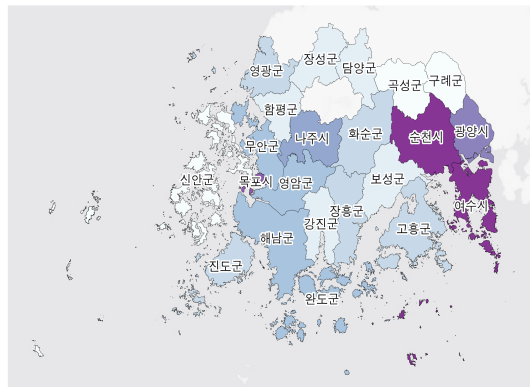 장성군
영광군
담양군
곡성군
구례군
함평군
나주시
화순군
순천시
광양시
무안군
신안군
목포시
영암군
보성군
여수시
강진군
장흥군
고흥군
해남군
진도군
완도군